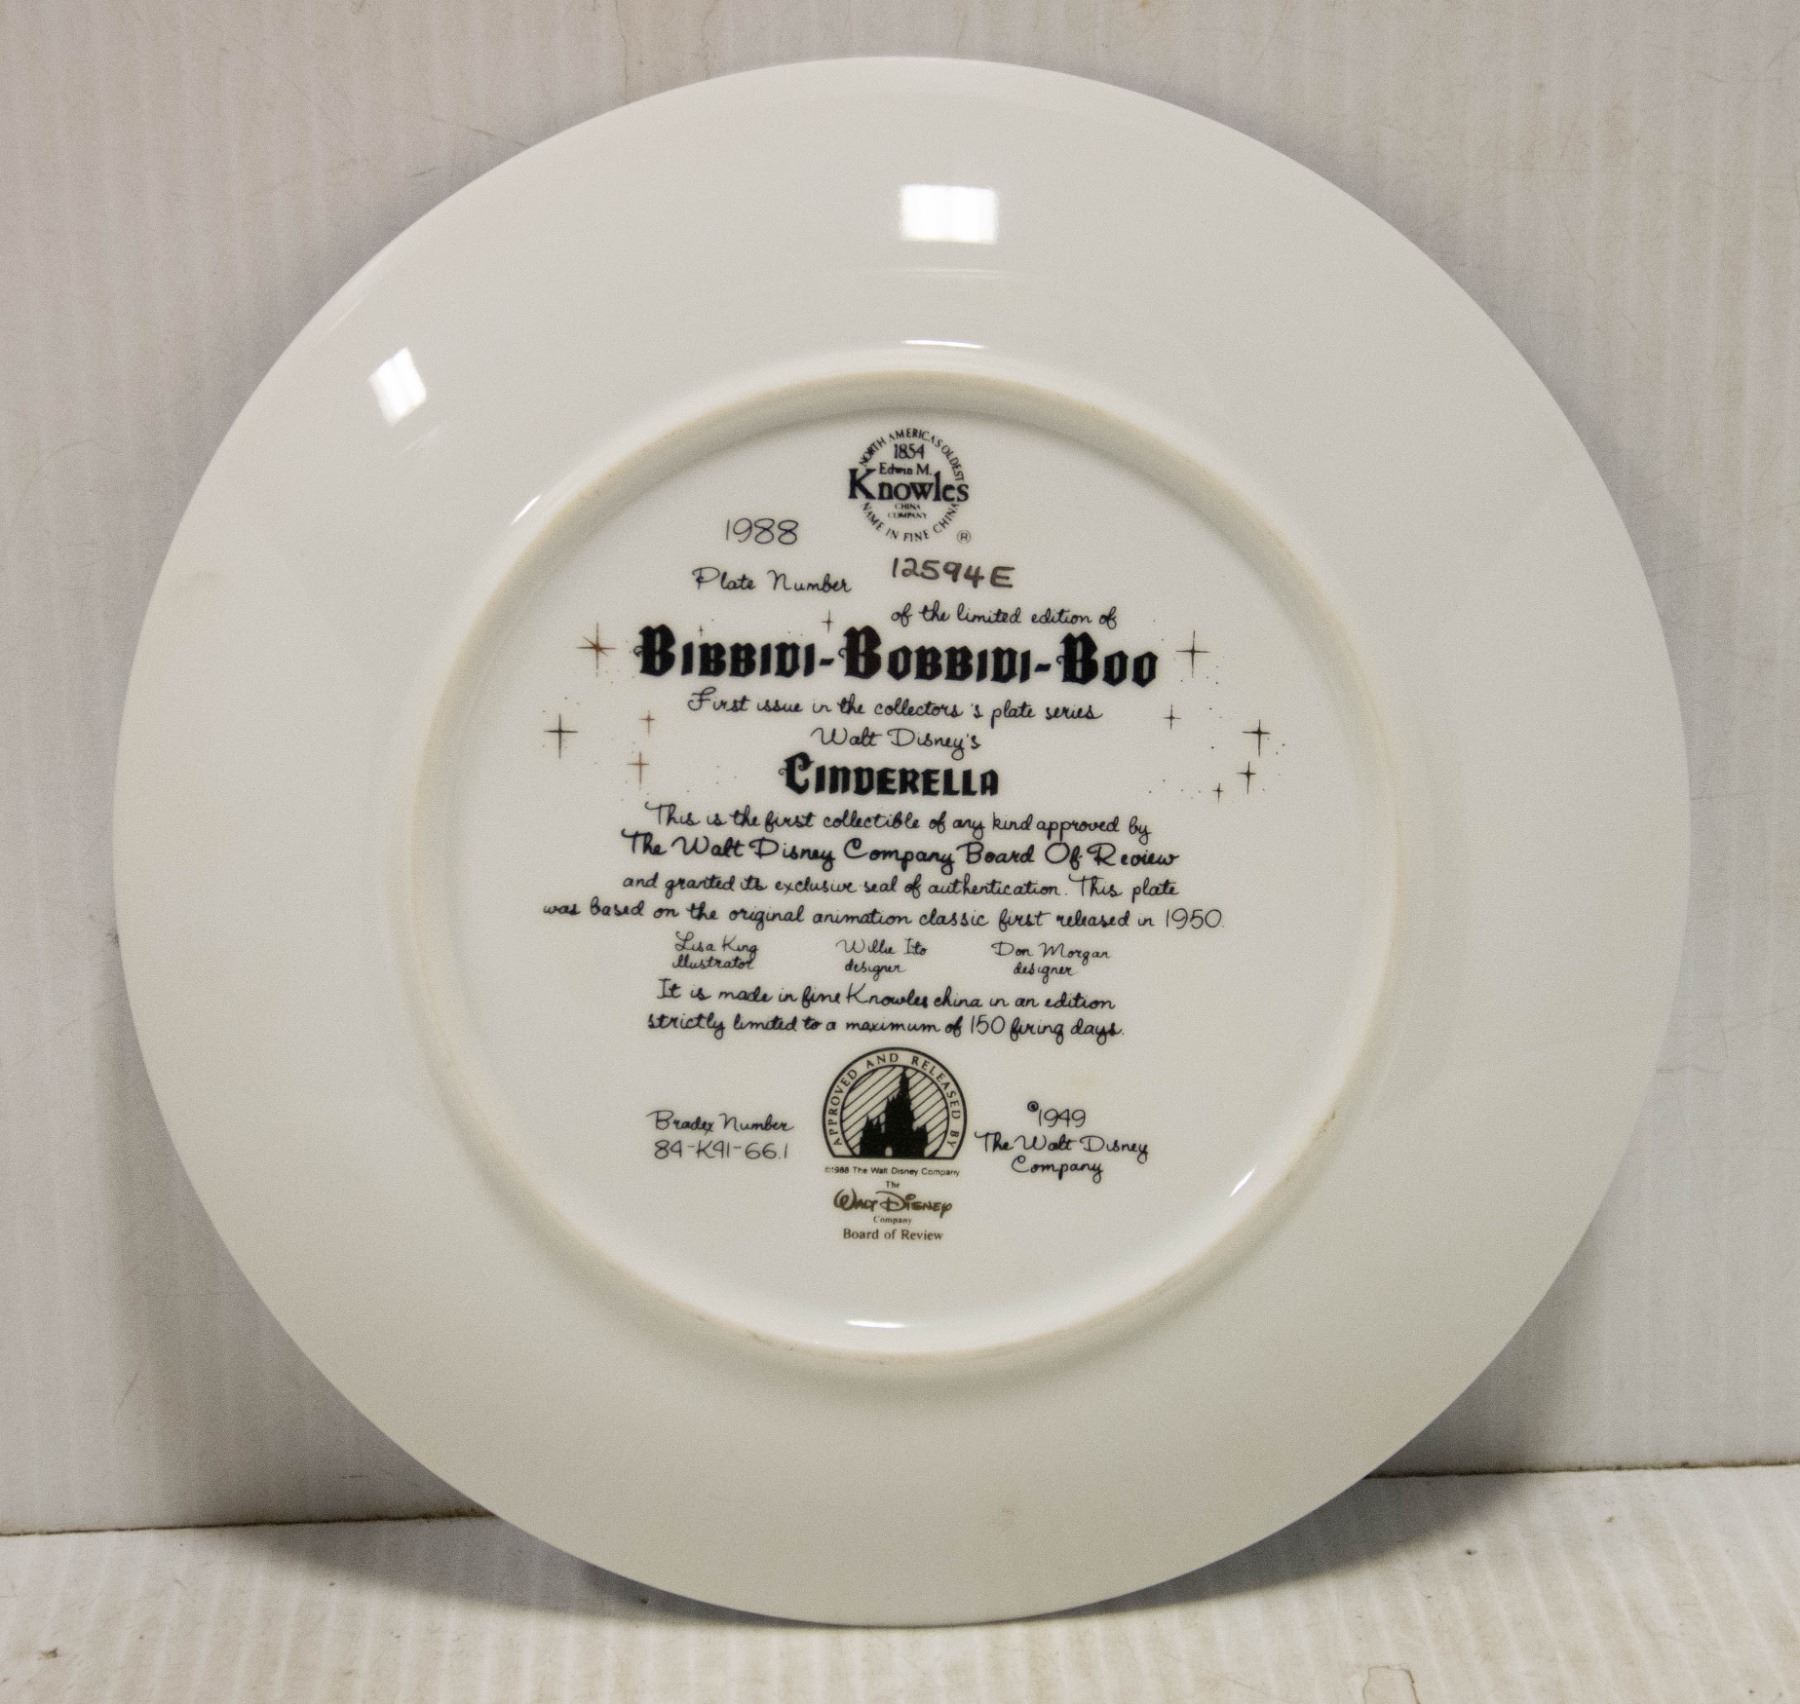 NORTH AMERICA'S OLDEST
1854
Edwin M.
Knowles
CHINA
COMPANY
NAME IN FINE CHINA
®
1988
Plate Number 12594E
of the limited edition of
BIBBIDI-BOBBIDI-BOO
First issue in the collectors's plate series
Walt Disney's
CINDERELLA
This is the first collectible of any kind approved by
The Walt Disney Company Board Of Review
and granted its exclusive seal of authentication. This plate
was based on the original animation classic first released in 1950.
Lisa King Willie Ito Don Morgan
illustrator designer designer
It is made in fine Knowles china in an edition
strictly limited to a maximum of 150 firing days.
APPROVED AND RELEASED BY
Bradex Number
84-K41-66.1
©1988 The Walt Disney Company
The
WALT DISNEY
Company
Board of Review
©1949
The Walt Disney
Company